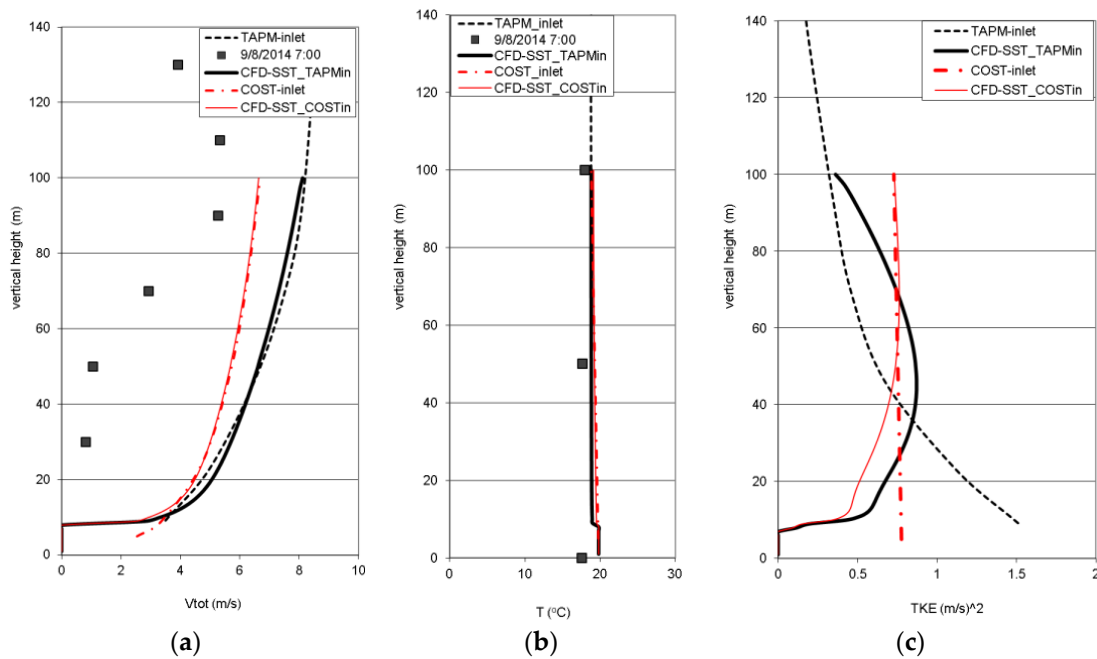 140
120
100
80
60
40
20
0
vertical height (m)
0
2
4
6
8
10
Vtot (m/s)
TAPM-inlet
9/8/2014 7:00
CFD-SST_TAPMin
COST-inlet
CFD-SST_COSTin
(a)
140
120
100
80
60
40
20
0
vertical height (m)
0
10
20
30
T (°C)
TAPM_inlet
9/8/2014 7:00
CFD-SST_TAPMin
COST_inlet
CFD-SST_COSTin
(b)
140
120
100
80
60
40
20
0
vertical height (m)
0
0.5
1
1.5
2
TKE (m/s)^2
TAPM-inlet
CFD-SST_TAPMin
COST-inlet
CFD-SST_COSTin
(c)